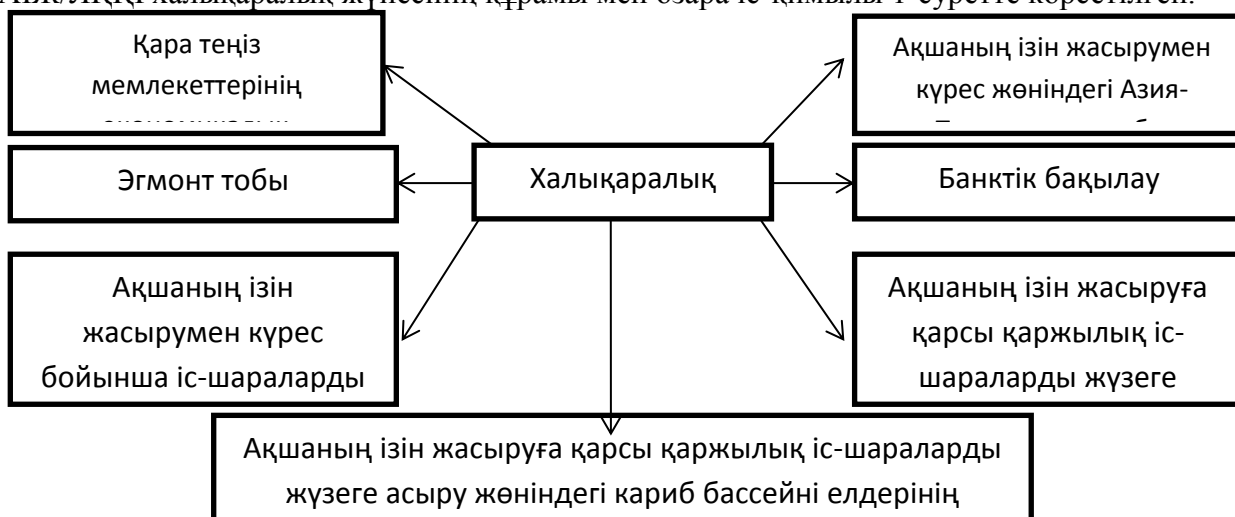 халықаралық
Қара теңіз
мемлекеттерінің
Ақшаның ізін жасырумен
күрес жөніндегі Азия-
Эгмонт тобы
Халықаралық
Банктік бақылау
Ақшаның ізін
жасырумен күрес
бойынша іс-шараларды
Ақшаның ізін жасыруға
қарсы қаржылық іс-
шараларды жүзеге
Ақшаның ізін жасыруға қарсы қаржылық іс-шараларды
жүзеге асыру жөніндегі кариб бассейні елдерінің